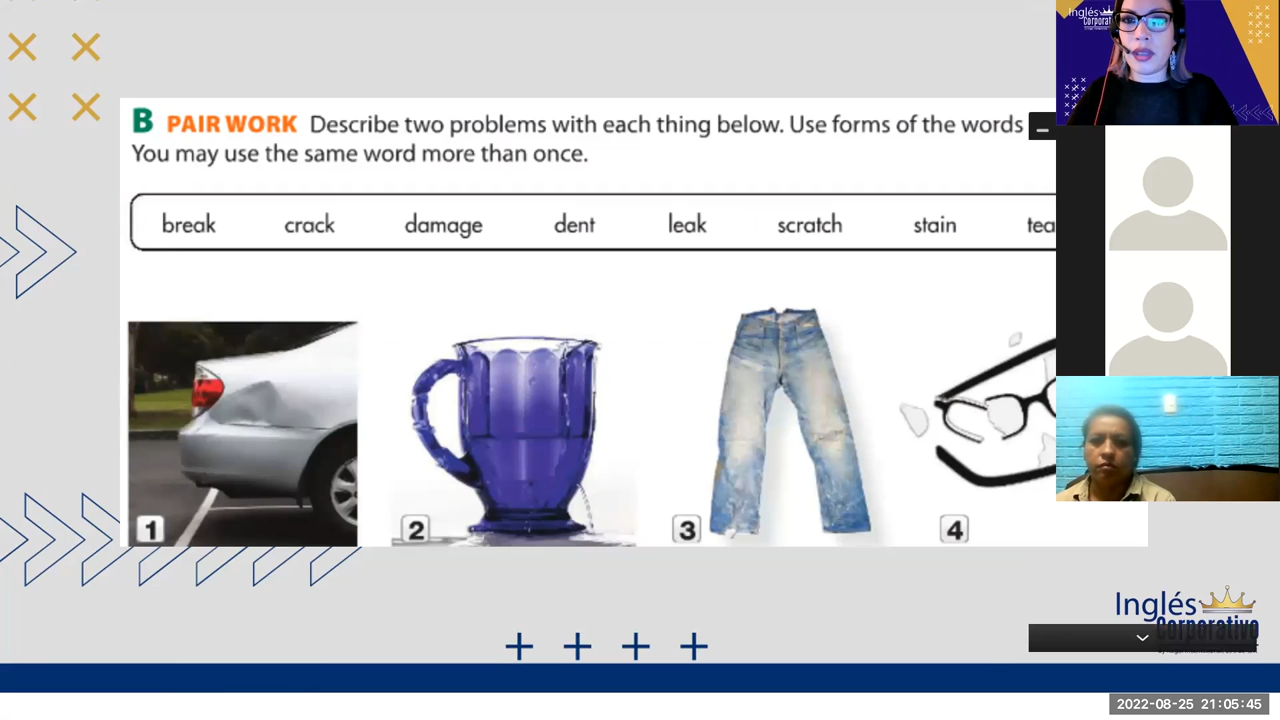 B PAIR WORK Describe two problems with each thing below. Use forms of the words
You may use the same word more than once.
break crack damage dent leak scratch stain
1 2 3 4
Inglés
Inglés
Corporativo
2022-08-25 21:05:45